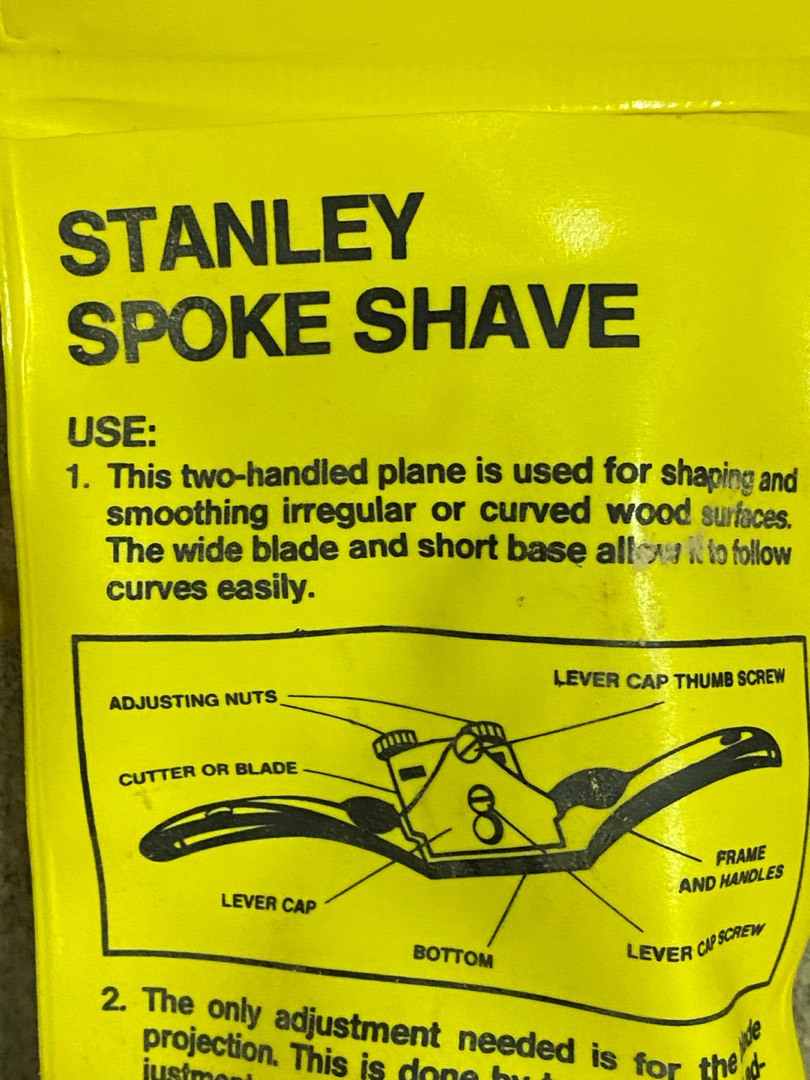 STANLEY
SPOKE SHAVE
USE:
1. This two-handled plane is used for shaping and
smoothing irregular or curved wood surfaces.
The wide blade and short base allow it to follow
curves easily.
LEVER CAP THUMB SCREW
ADJUSTING NUTS
CUTTER OR BLADE
FRAME
AND HANDLES
LEVER CAP
LEVER CAP SCREW
BOTTOM
2. The only adjustment needed is for the
projection. This is done by